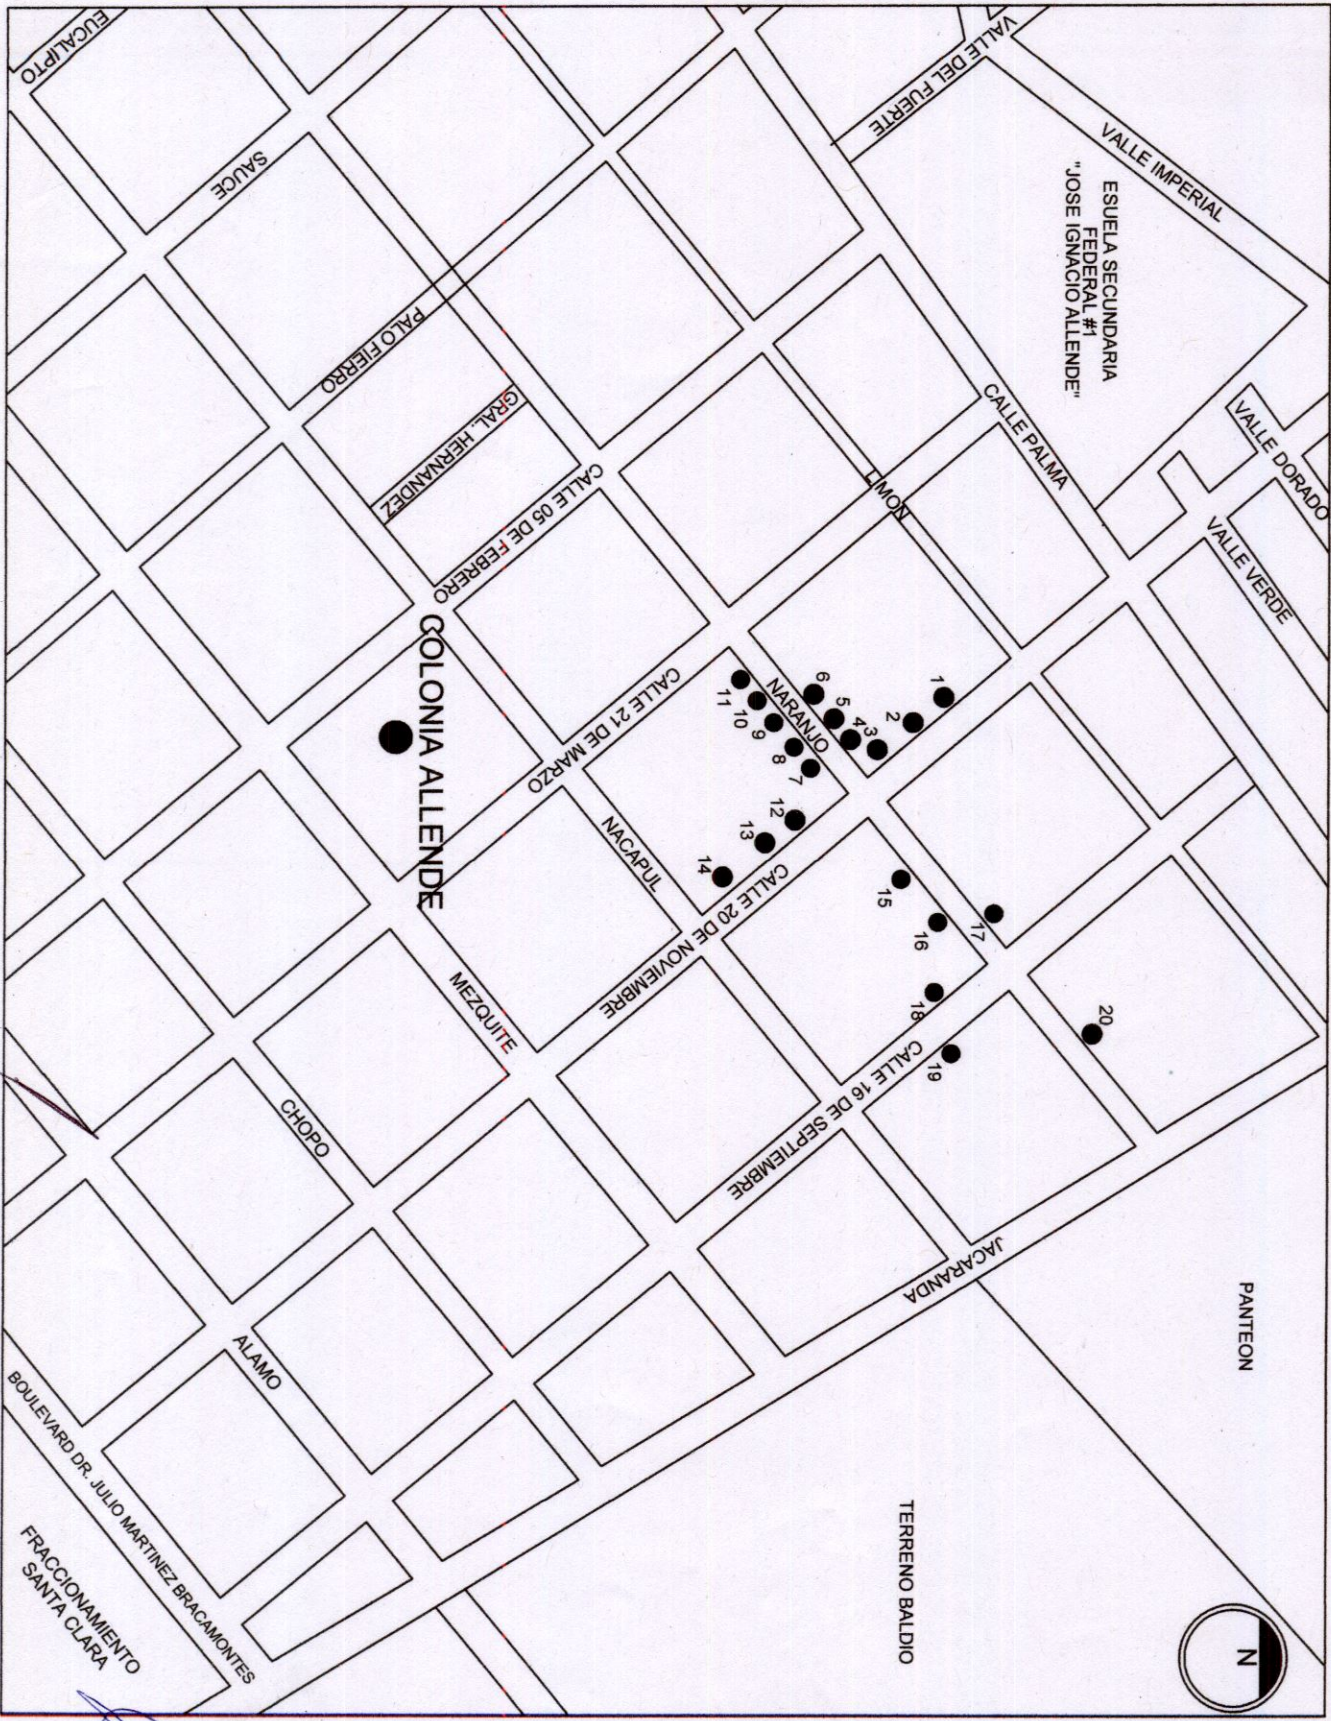 VALLE IMPERIAL
VALLE DORADO
VALLE VERDE
VALLE DEL FUERTE
ESUELA SECUNDARIA
FEDERAL #1
"JOSE IGNACIO ALLENDE"
CALLE PALMA
PANTEON
N
TERRENO BALDIO
LIMON
NARANJO
1
2
3
4
5
6
7
8
9
10
11
12
13
14
15
16
17
18
19
20
CALLE 20 DE NOVIEMBRE
CALLE 16 DE SEPTIEMBRE
JACARANDA
NACAPUL
CALLE 21 DE MARZO
CALLE 05 DE FEBRERO
GRAL. HERNANDEZ
PALO FIERRO
SAUCE
EUCALIPTO
COLONIA ALLENDE
MEZQUITE
CHOPO
ALAMO
BOULEVARD DR. JULIO MARTINEZ BRACAMONTES
FRACCIONAMIENTO
SANTA CLARA